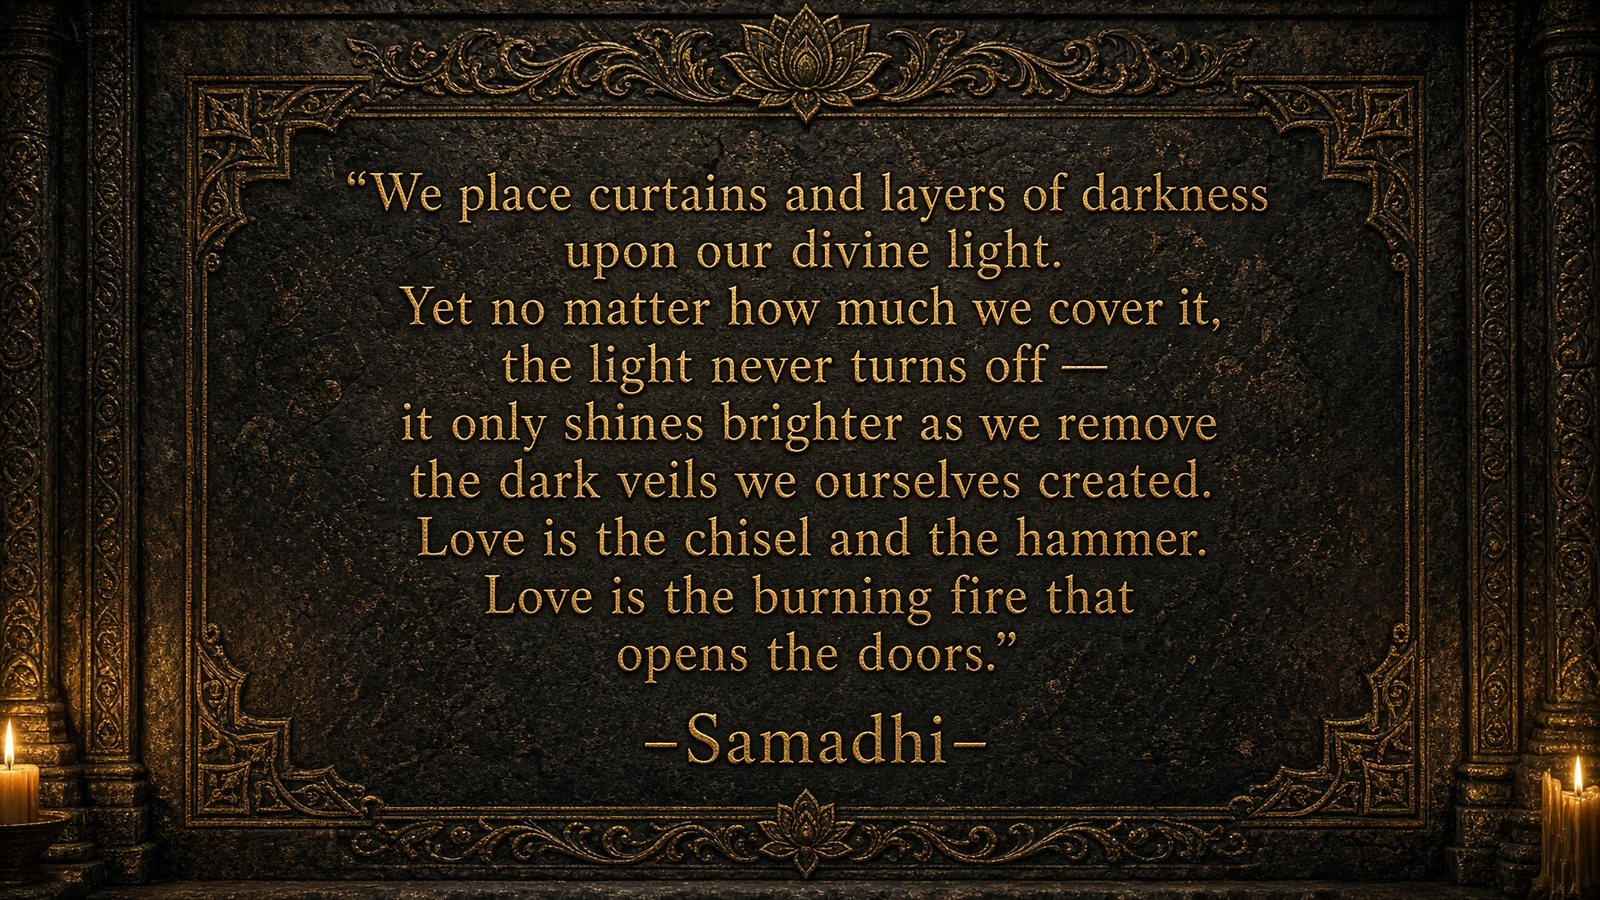 “We place curtains and layers of darkness
upon our divine light.
Yet no matter how much we cover it,
the light never turns off —
it only shines brighter as we remove
the dark veils we ourselves created.
Love is the chisel and the hammer.
Love is the burning fire that
opens the doors.”
–Samadhi–